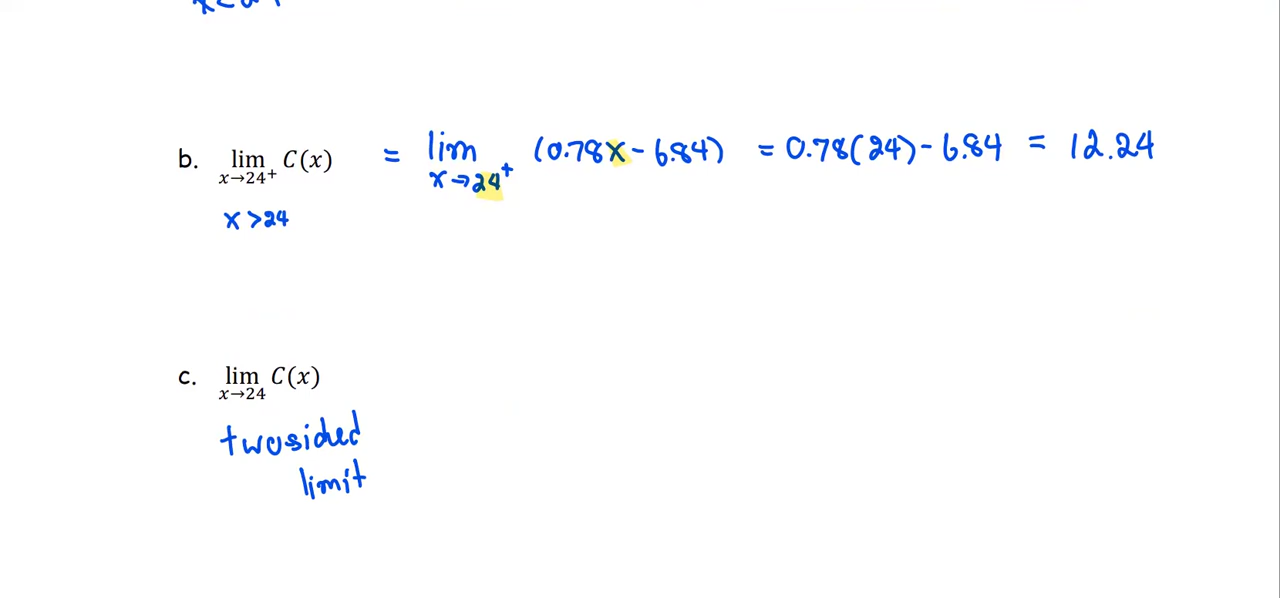 b. lim x→24+ C(x) = lim x→24+ (0.78x - 6.84) = 0.78(24) - 6.84 = 12.24
x > 24
c. lim x→24 C(x)
twosided
limit